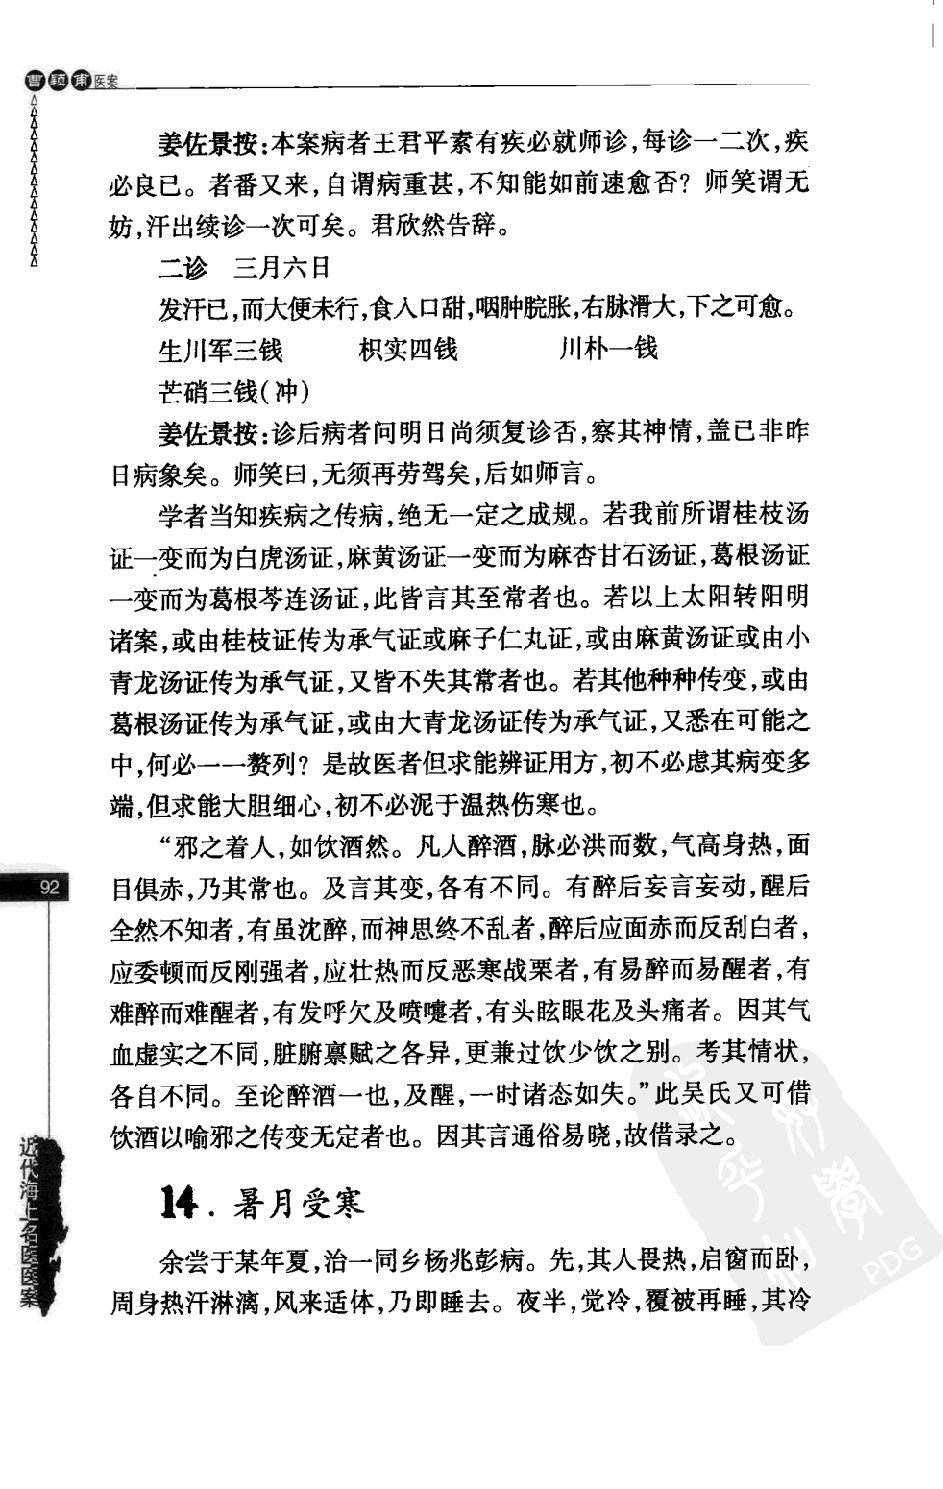 曹颖甫医案
姜佐景按:本案病者王君平素有疾必就师诊,每诊一二次,疾
必良已。者番又来,自谓病重甚,不知能如前速愈否?师笑谓无
妨,汗出续诊一次可矣。君欣然告辞。
二诊 三月六日
发汗已,而大便未行,食入口甜,咽肿脘胀,右脉滑大,下之可愈。
生川军三钱 枳实四钱 川朴一钱
芒硝三钱(冲)
姜佐景按:诊后病者问明日尚须复诊否,察其神情,盖已非昨
日病象矣。师笑曰,无须再劳驾矣,后如师言。
学者当知疾病之传病,绝无一定之成规。若我前所谓桂枝汤
证一变而为白虎汤证,麻黄汤证一变而为麻杏甘石汤证,葛根汤证
一变而为葛根芩连汤证,此皆言其至常者也。若以上太阳转阳明
诸案,或由桂枝证传为承气证或麻子仁丸证,或由麻黄汤证或由小
青龙汤证传为承气证,又皆不失其常者也。若其他种种传变,或由
葛根汤证传为承气证,或由大青龙汤证传为承气证,又悉在可能之
中,何必一一赘列?是故医者但求能辨证用方,初不必虑其病变多
端,但求能大胆细心,初不必泥于温热伤寒也。
“邪之着人,如饮酒然。凡人醉酒,脉必洪而数,气高身热,面
目俱赤,乃其常也。及言其变,各有不同。有醉后妄言妄动,醒后
全然不知者,有虽沈醉,而神思终不乱者,醉后应面赤而反刮白者,
应委顿而反刚强者,应壮热而反恶寒战栗者,有易醉而易醒者,有
难醉而难醒者,有发呼欠及喷嚏者,有头眩眼花及头痛者。因其气
血虚实之不同,脏腑禀赋之各异,更兼过饮少饮之别。考其情状,
各自不同。至论醉酒一也,及醒,一时诸态如失。”此吴氏又可借
饮酒以喻邪之传变无定者也。因其言通俗易晓,故借录之。
14.暑月受寒
余尝于某年夏,治一同乡杨兆彭病。先,其人畏热,启窗而卧,
周身热汗淋漓,风来适体,乃即睡去。夜半,觉冷,覆被再睡,其冷
92
近代海上名医医案
PDG